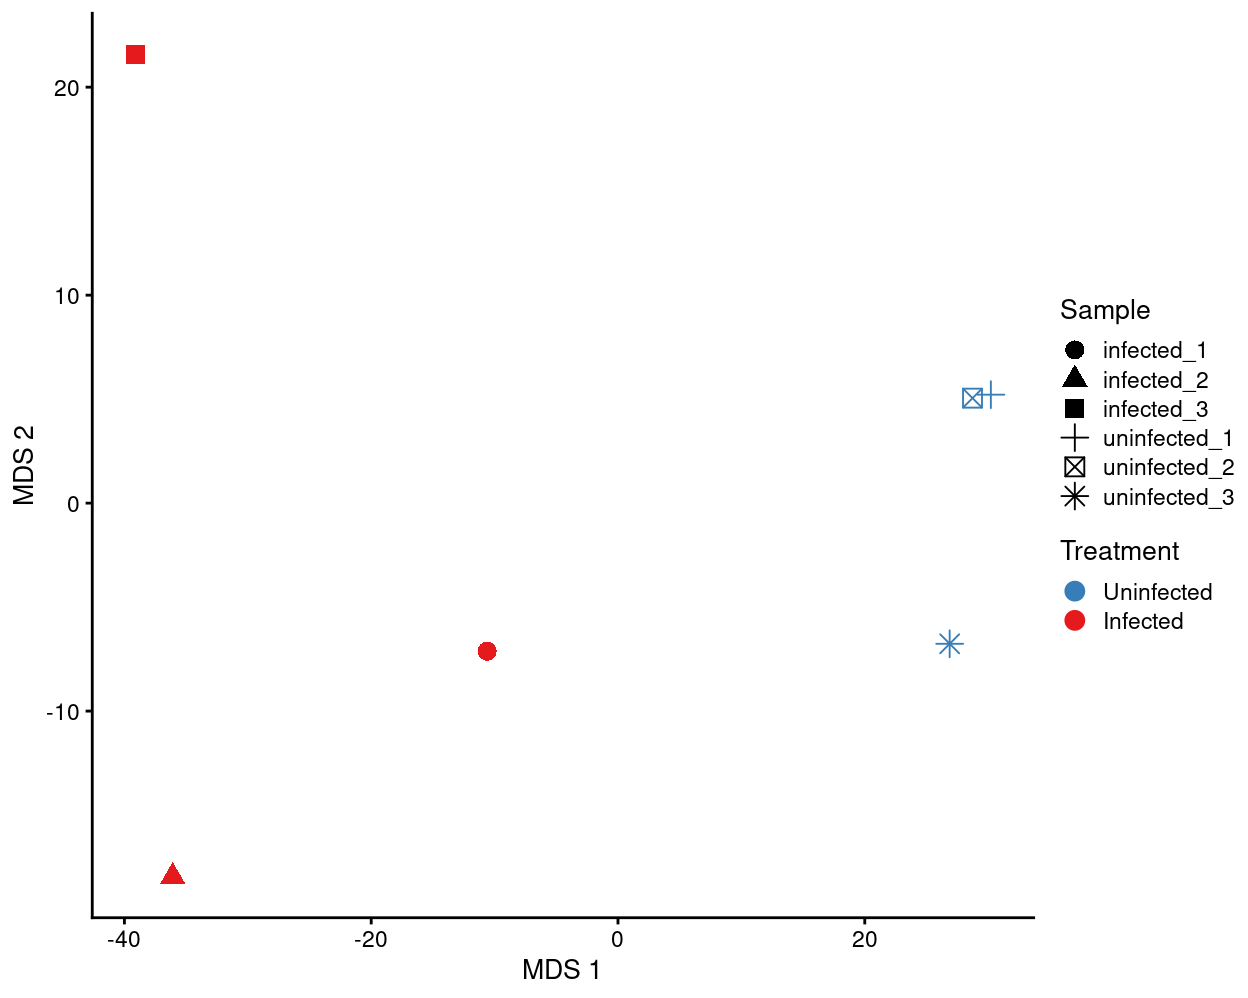 20
10
0
-10
MDS 2
-40
-20
0
20
MDS 1
Sample
infected_1
infected_2
infected_3
uninfected_1
uninfected_2
uninfected_3
Treatment
Uninfected
Infected